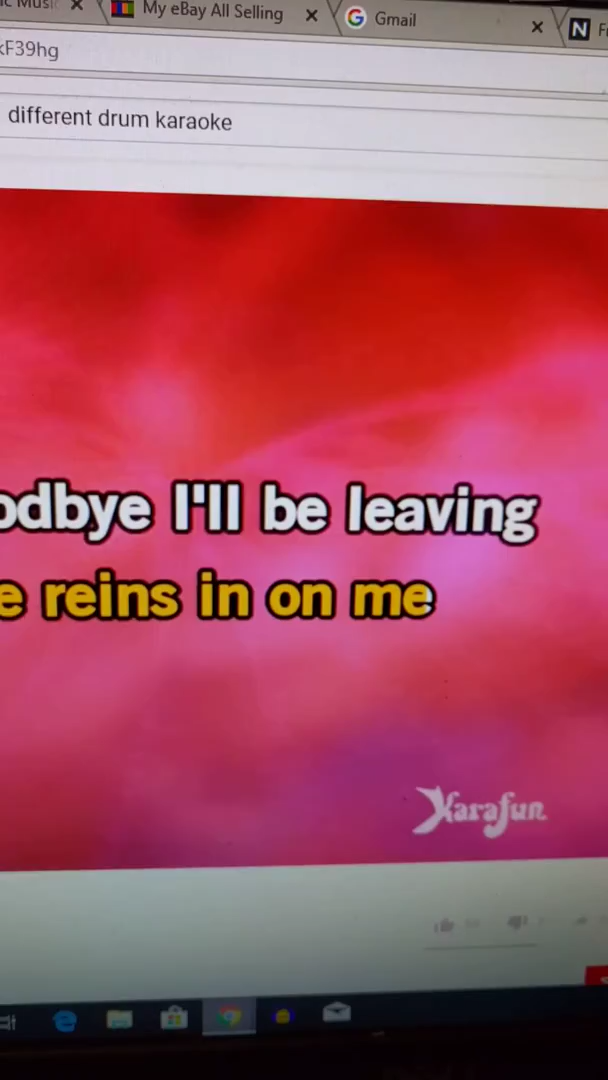 ic Music
My eBay All Selling
Gmail
N
kF39hg
different drum karaoke
odbye I'll be leaving
e reins in on me
Karafun